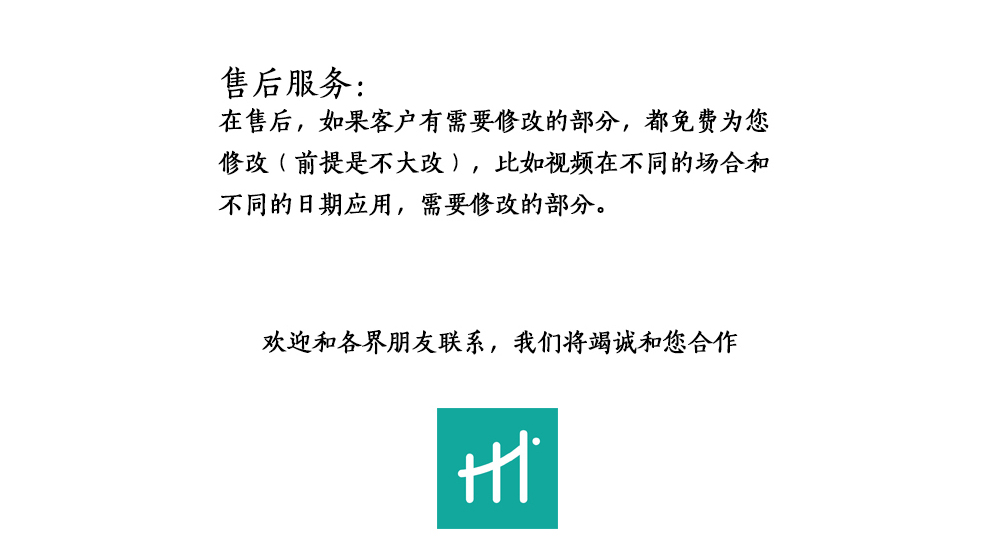 售后服务：
在售后，如果客户有需要修改的部分，都免费为您
修改（前提是不大改），比如视频在不同的场合和
不同的日期应用，需要修改的部分。
欢迎和各界朋友联系，我们将竭诚和您合作